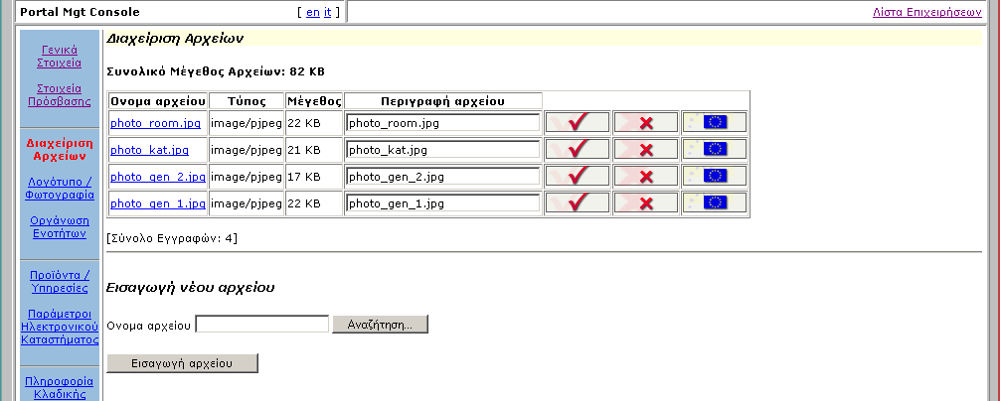 Portal Mgt Console
[ en it ]
Λίστα Επιχειρήσεων
Γενικά
Στοιχεία
Στοιχεία
Πρόσβασης
Διαχείριση
Αρχείων
Λογότυπο /
Φωτογραφία
Οργάνωση
Ενοτήτων
Προϊόντα /
Υπηρεσίες
Παράμετροι
Ηλεκτρονικού
Καταστήματος
Πληροφορία
Κλαδικής
Διαχείριση Αρχείων
Συνολικό Μέγεθος Αρχείων: 82 KB
Ονομα αρχείου Τύπος Μέγεθος Περιγραφή αρχείου
photo_room.jpg image/pjpeg 22 KB photo_room.jpg
photo_kat.jpg image/pjpeg 21 KB photo_kat.jpg
photo_gen_2.jpg image/pjpeg 17 KB photo_gen_2.jpg
photo_gen_1.jpg image/pjpeg 22 KB photo_gen_1.jpg
[Σύνολο Εγγραφών: 4]
Εισαγωγή νέου αρχείου
Ονομα αρχείου Αναζήτηση...
Εισαγωγή αρχείου